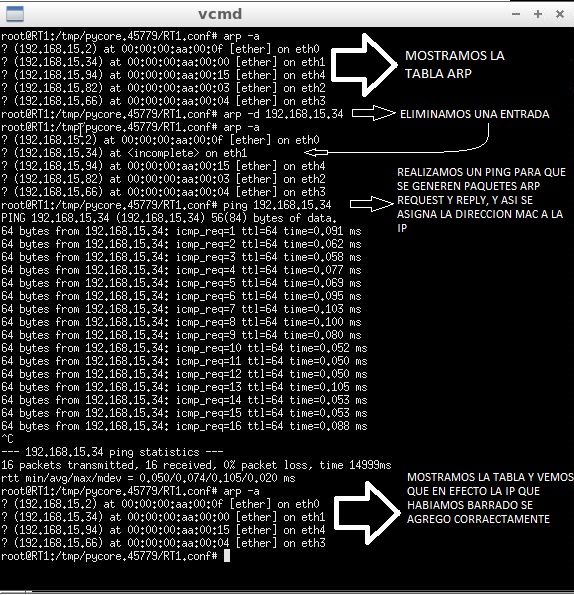 vcmd
root@RT1:/tmp/pycore.45779/RT1.conf# arp -a
? (192.168.15.2) at 00:00:00:aa:00:0f [ether] on eth0
? (192.168.15.34) at 00:00:00:aa:00:00 [ether] on eth1
? (192.168.15.94) at 00:00:00:aa:00:15 [ether] on eth4
? (192.168.15.82) at 00:00:00:aa:00:03 [ether] on eth2
? (192.168.15.66) at 00:00:00:aa:00:04 [ether] on eth3
MOSTRAMOS LA
TABLA ARP
root@RT1:/tmp/pycore.45779/RT1.conf# arp -d 192.168.15.34
ELIMINAMOS UNA ENTRADA
root@RT1:/tmp/pycore.45779/RT1.conf# arp -a
? (192.168.15.2) at 00:00:00:aa:00:0f [ether] on eth0
? (192.168.15.34) at <incomplete> on eth1
? (192.168.15.94) at 00:00:00:aa:00:15 [ether] on eth4
? (192.168.15.82) at 00:00:00:aa:00:03 [ether] on eth2
? (192.168.15.66) at 00:00:00:aa:00:04 [ether] on eth3
root@RT1:/tmp/pycore.45779/RT1.conf# ping 192.168.15.34
REALIZAMOS UN PING PARA QUE
SE GENEREN PAQUETES ARP
REQUEST Y REPLY, Y ASI SE
ASIGNA LA DIRECCION MAC A LA
IP
PING 192.168.15.34 (192.168.15.34) 56(84) bytes of data.
64 bytes from 192.168.15.34: icmp_req=1 ttl=64 time=0.091 ms
64 bytes from 192.168.15.34: icmp_req=2 ttl=64 time=0.062 ms
64 bytes from 192.168.15.34: icmp_req=3 ttl=64 time=0.058 ms
64 bytes from 192.168.15.34: icmp_req=4 ttl=64 time=0.077 ms
64 bytes from 192.168.15.34: icmp_req=5 ttl=64 time=0.069 ms
64 bytes from 192.168.15.34: icmp_req=6 ttl=64 time=0.095 ms
64 bytes from 192.168.15.34: icmp_req=7 ttl=64 time=0.103 ms
64 bytes from 192.168.15.34: icmp_req=8 ttl=64 time=0.100 ms
64 bytes from 192.168.15.34: icmp_req=9 ttl=64 time=0.080 ms
64 bytes from 192.168.15.34: icmp_req=10 ttl=64 time=0.052 ms
64 bytes from 192.168.15.34: icmp_req=11 ttl=64 time=0.050 ms
64 bytes from 192.168.15.34: icmp_req=12 ttl=64 time=0.050 ms
64 bytes from 192.168.15.34: icmp_req=13 ttl=64 time=0.105 ms
64 bytes from 192.168.15.34: icmp_req=14 ttl=64 time=0.053 ms
64 bytes from 192.168.15.34: icmp_req=15 ttl=64 time=0.053 ms
64 bytes from 192.168.15.34: icmp_req=16 ttl=64 time=0.088 ms
^C
--- 192.168.15.34 ping statistics ---
16 packets transmitted, 16 received, 0% packet loss, time 14999ms
rtt min/avg/max/mdev = 0.050/0.074/0.105/0.020 ms
root@RT1:/tmp/pycore.45779/RT1.conf# arp -a
? (192.168.15.2) at 00:00:00:aa:00:0f [ether] on eth0
? (192.168.15.34) at 00:00:00:aa:00:00 [ether] on eth1
? (192.168.15.94) at 00:00:00:aa:00:15 [ether] on eth4
? (192.168.15.66) at 00:00:00:aa:00:04 [ether] on eth3
MOSTRAMOS LA TABLA Y VEMOS
QUE EN EFECTO LA IP QUE
HABIAMOS BARRADO SE
AGREGO CORRAECTAMENTE
root@RT1:/tmp/pycore.45779/RT1.conf#